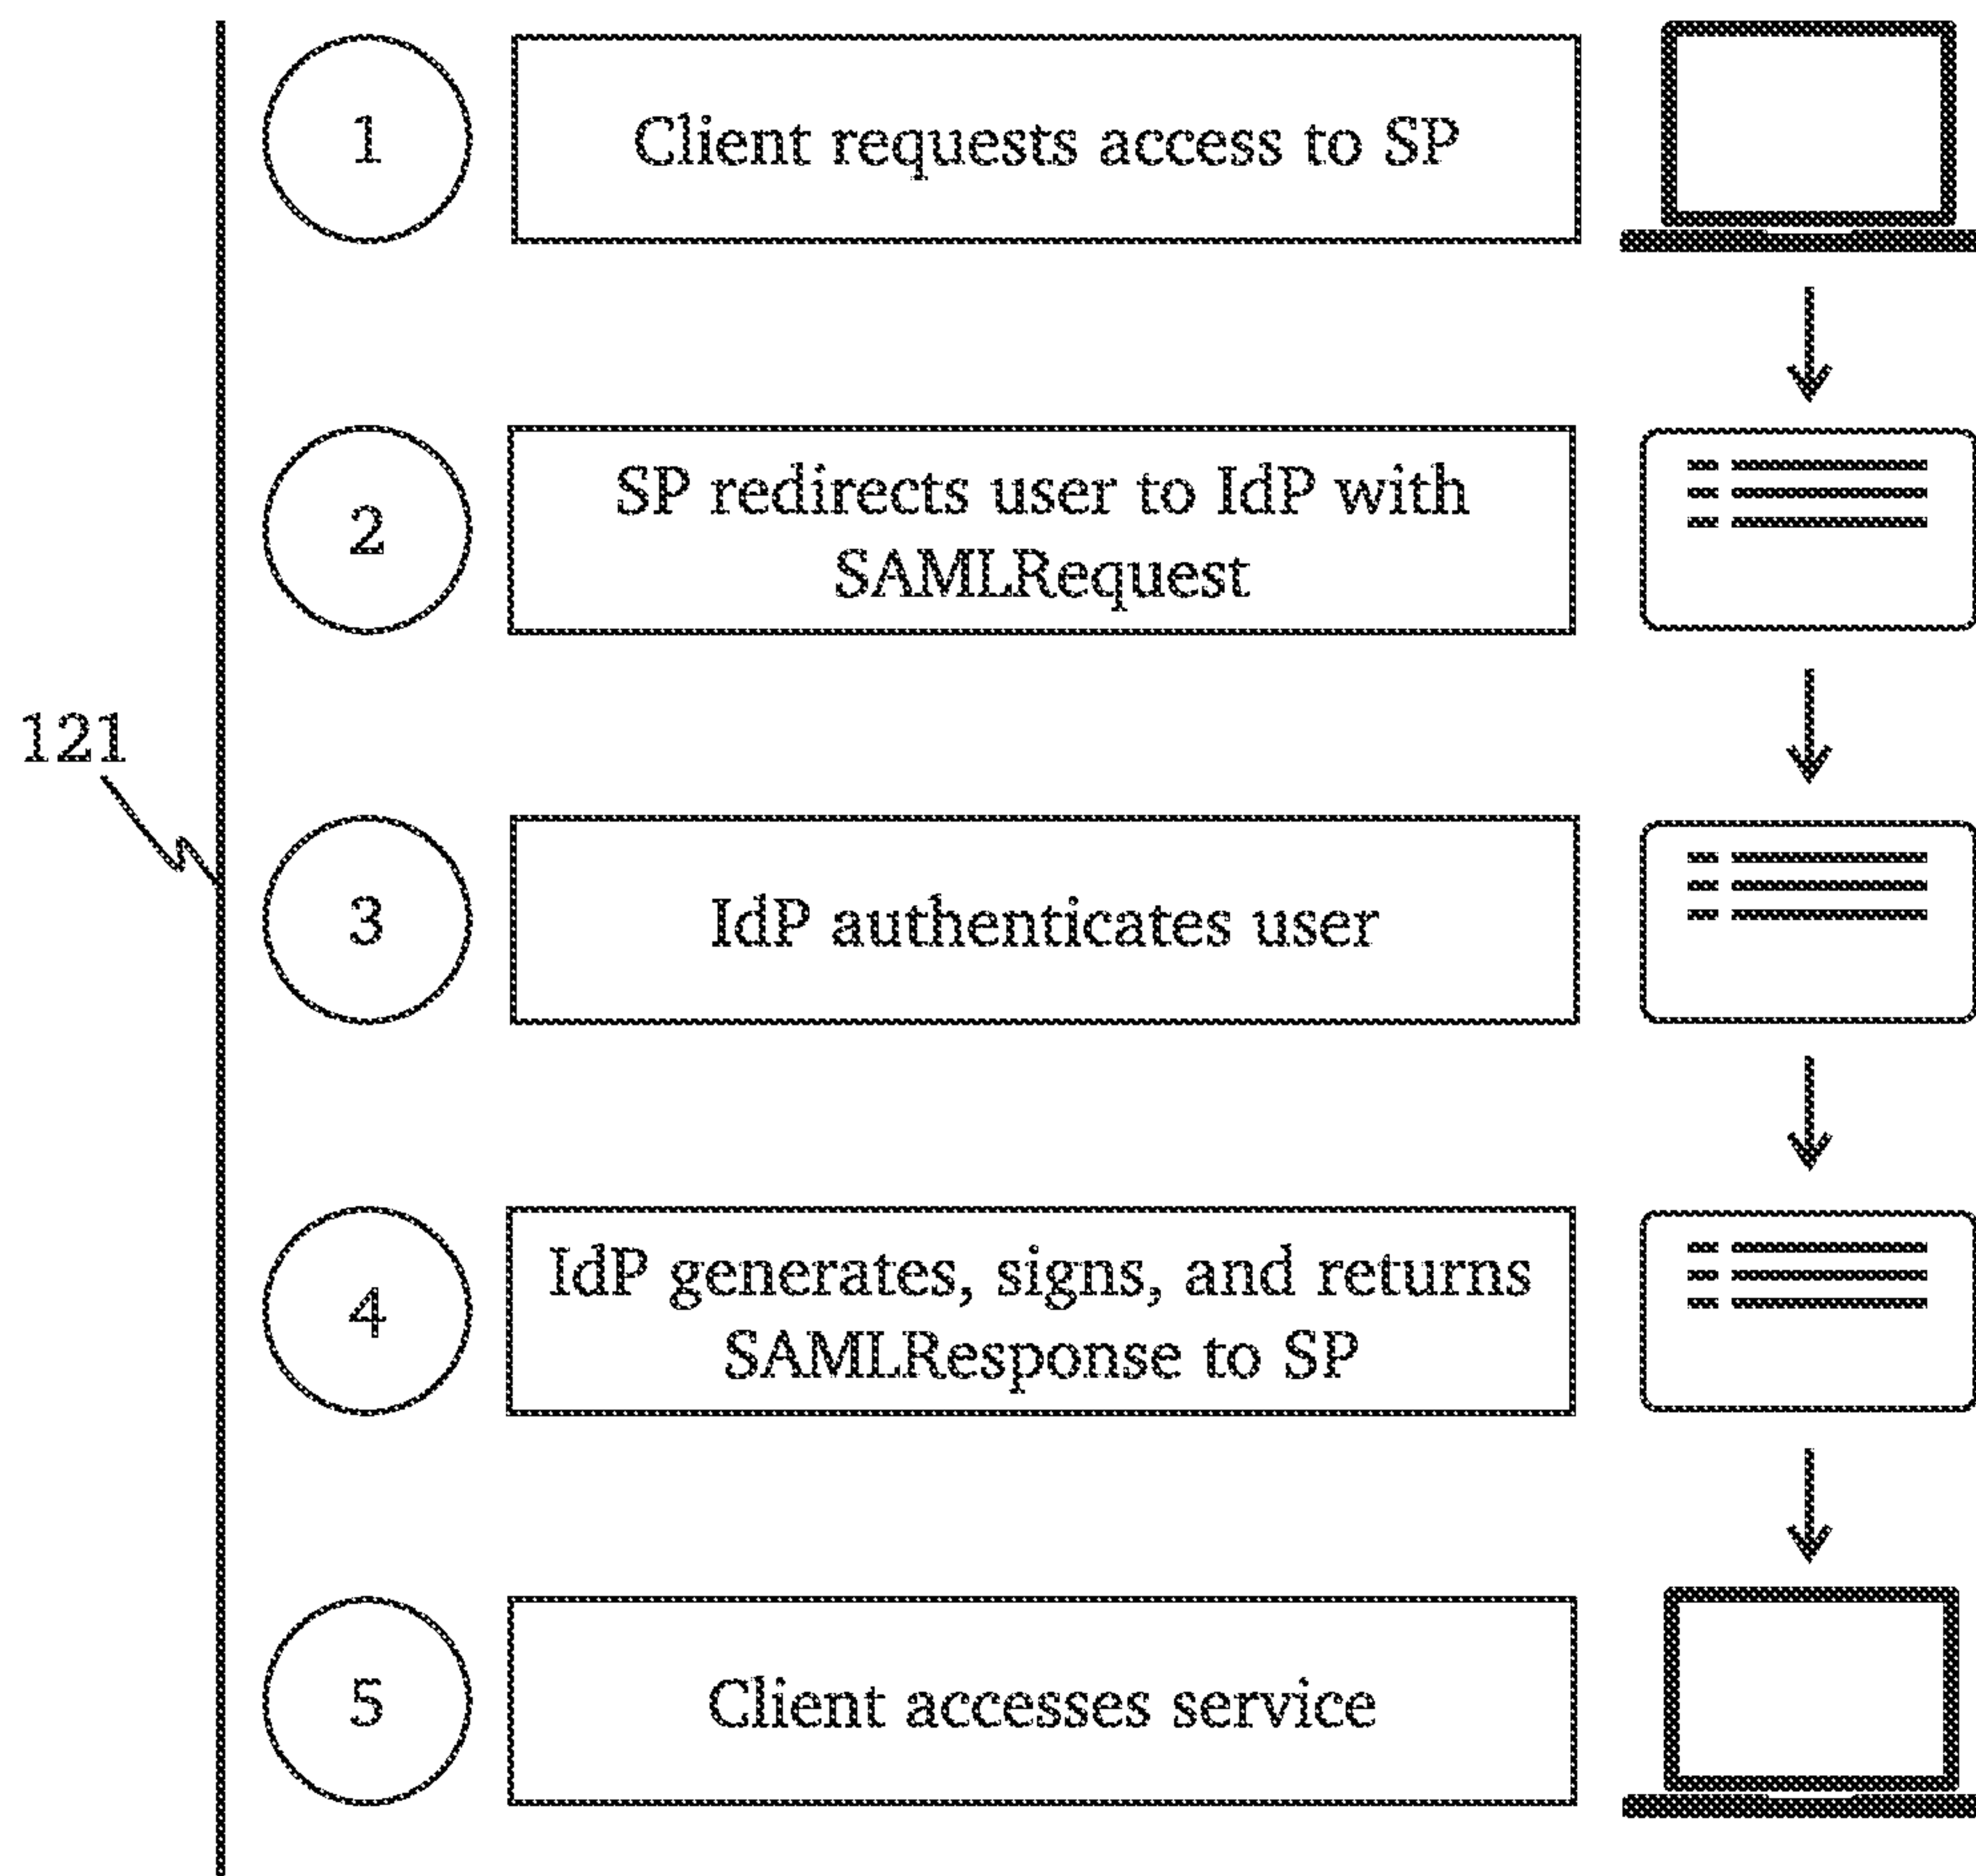 1
Client requests access to SP
2
SP redirects user to IdP with
SAMLRequest
121
3
IdP authenticates user
4
IdP generates, signs, and returns
SAMLResponse to SP
5
Client accesses service